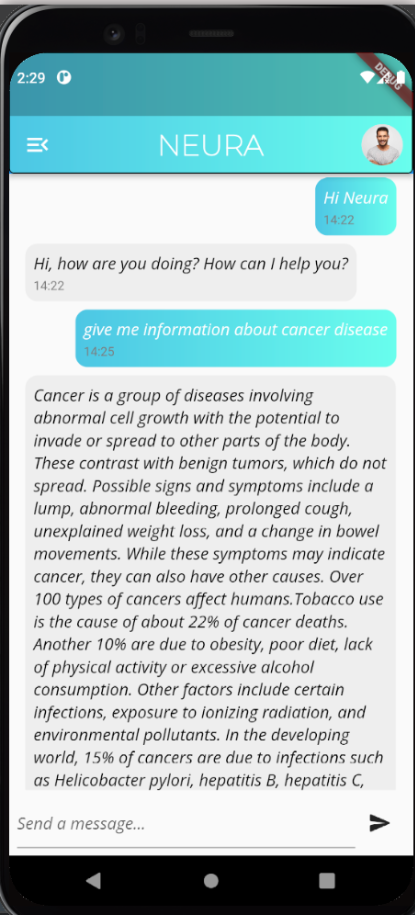 2:29
DEBUG
NEURA
Hi Neura
14:22
Hi, how are you doing? How can I help you?
14:22
give me information about cancer disease
14:25
Cancer is a group of diseases involving
abnormal cell growth with the potential to
invade or spread to other parts of the body.
These contrast with benign tumors, which do not
spread. Possible signs and symptoms include a
lump, abnormal bleeding, prolonged cough,
unexplained weight loss, and a change in bowel
movements. While these symptoms may indicate
cancer, they can also have other causes. Over
100 types of cancers affect humans.Tobacco use
is the cause of about 22% of cancer deaths.
Another 10% are due to obesity, poor diet, lack
of physical activity or excessive alcohol
consumption. Other factors include certain
infections, exposure to ionizing radiation, and
environmental pollutants. In the developing
world, 15% of cancers are due to infections such
as Helicobacter pylori, hepatitis B, hepatitis C,
Send a message...